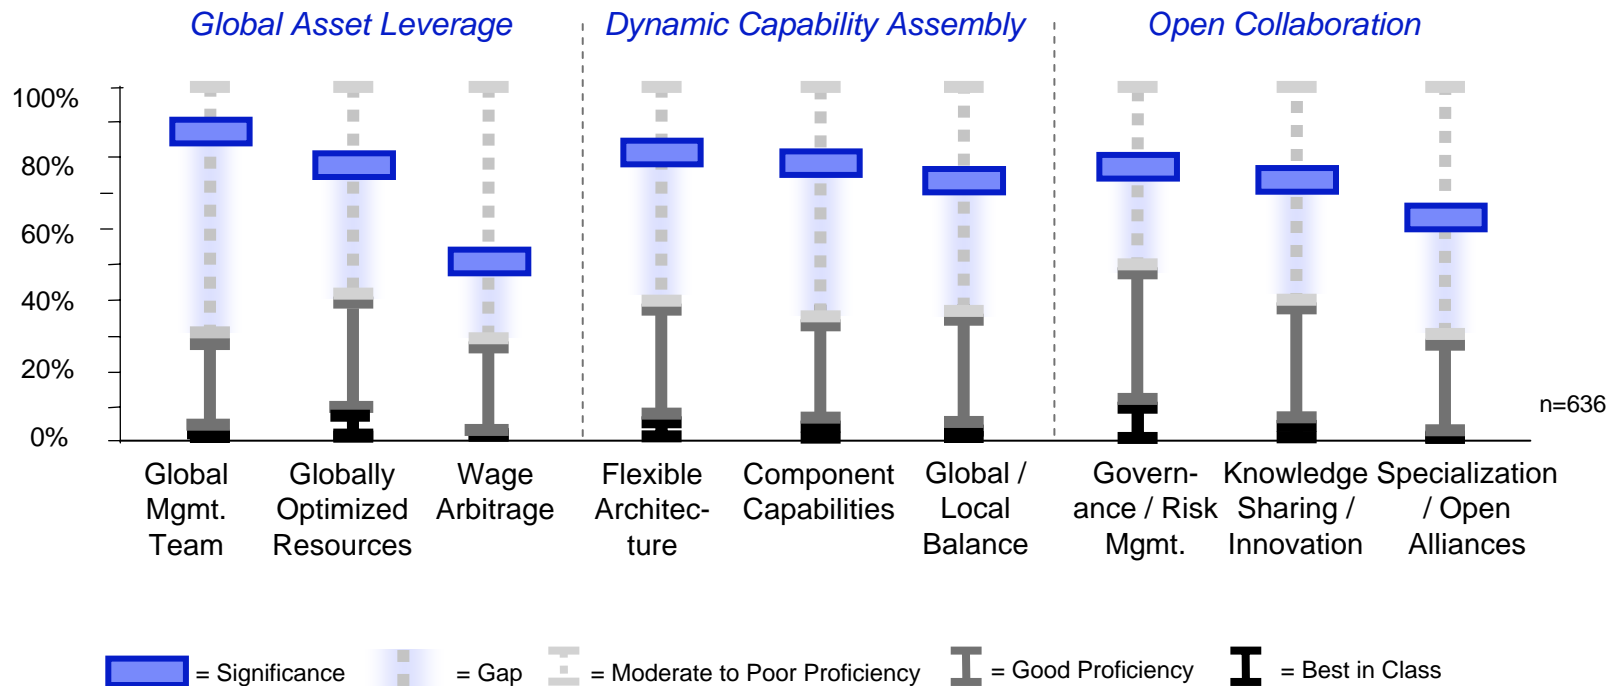 Global Asset Leverage
Dynamic Capability Assembly
Open Collaboration
100%
80%
60%
40%
20%
0%
n=636
Global
Mgmt.
Team
Globally
Optimized
Resources
Wage
Arbitrage
Flexible
Architec-
ture
Component
Capabilities
Global /
Local
Balance
Govern-
ance / Risk
Mgmt.
Knowledge
Sharing /
Innovation
Specialization
/ Open
Alliances
= Significance
= Gap
= Moderate to Poor Proficiency
= Good Proficiency
= Best in Class